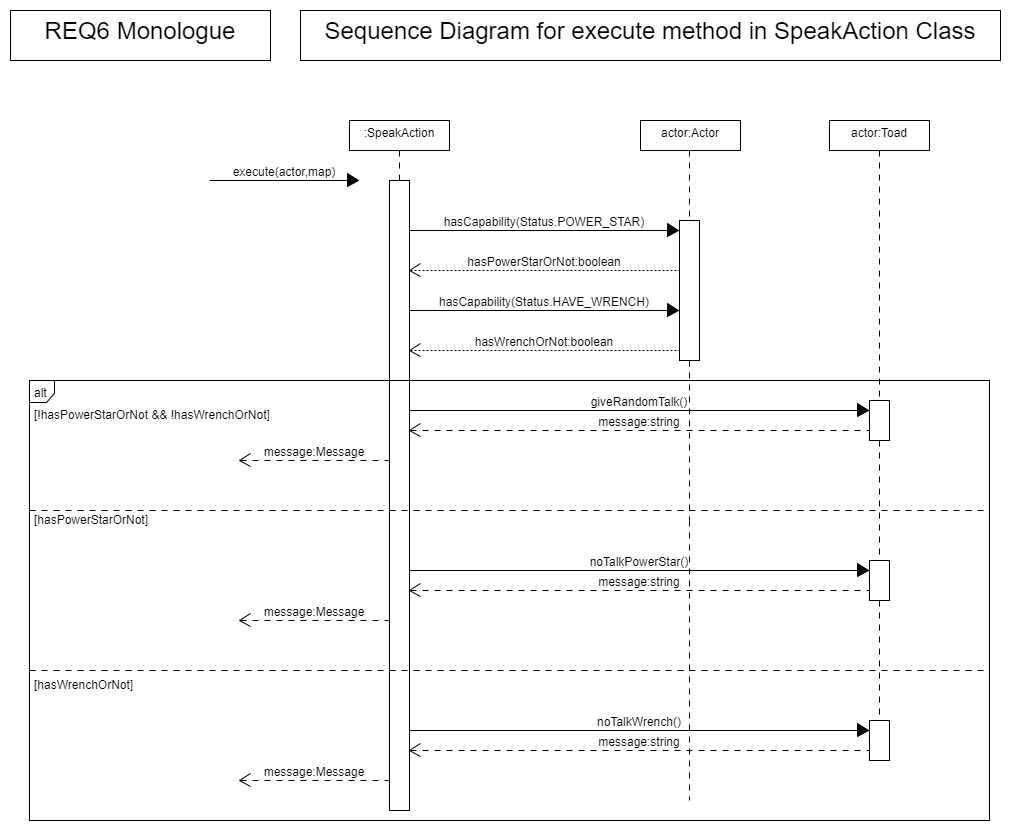 REQ6 Monologue
Sequence Diagram for execute method in SpeakAction Class
:SpeakAction
actor:Actor
actor:Toad
execute(actor,map)
hasCapability(Status.POWER_STAR)
hasPowerStarOrNot:boolean
hasCapability(Status.HAVE_WRENCH)
hasWrenchOrNot:boolean
alt
[!hasPowerStarOrNot && !hasWrenchOrNot]
giveRandomTalk()
message:string
message:Message
[hasPowerStarOrNot]
noTalkPowerStar()
message:string
message:Message
[hasWrenchOrNot]
noTalkWrench()
message:string
message:Message